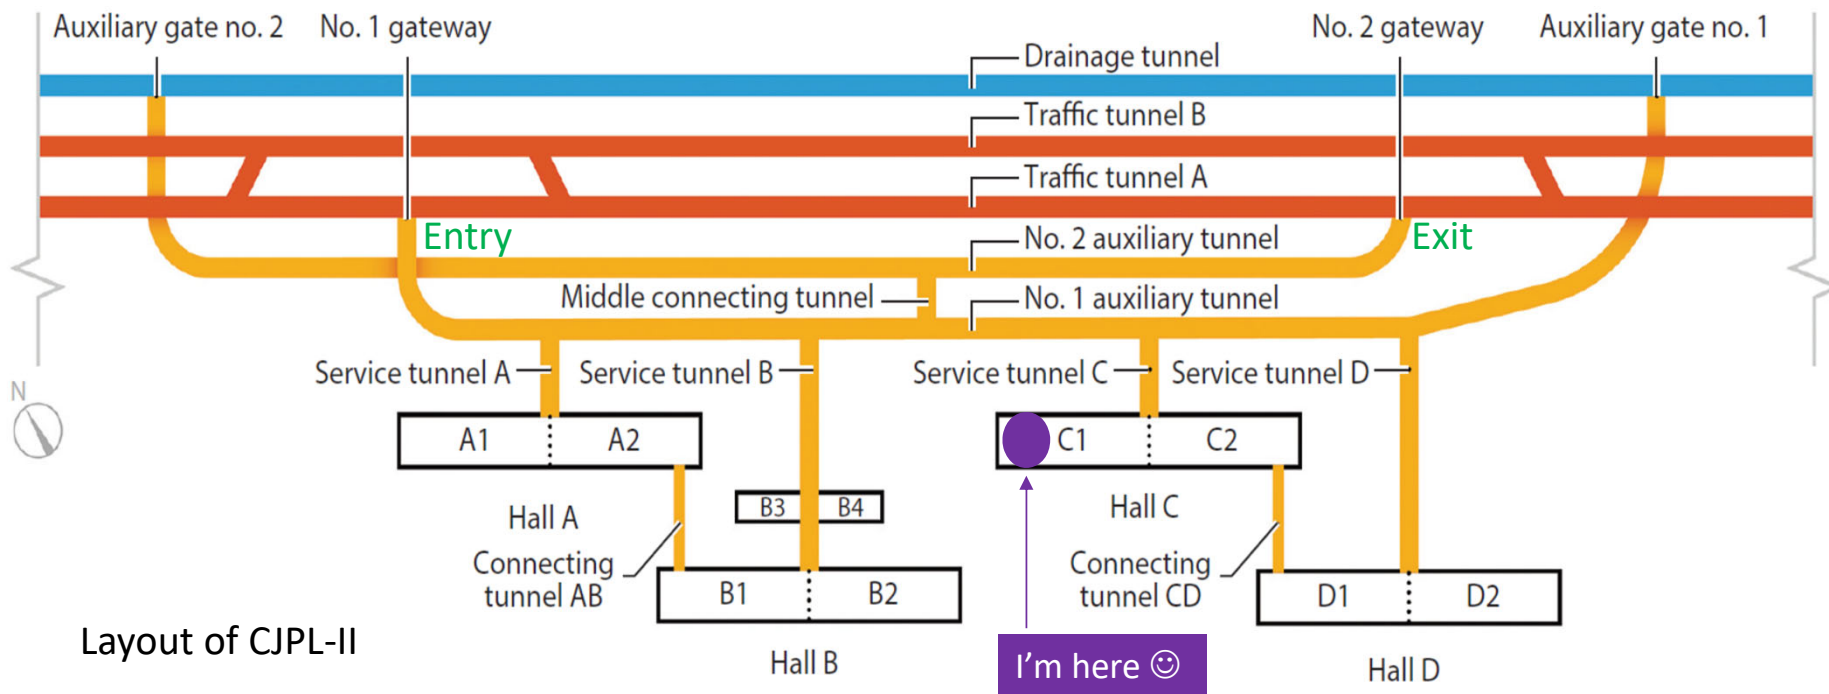 Auxiliary gate no. 2
No. 1 gateway
No. 2 gateway
Auxiliary gate no. 1
Drainage tunnel
Traffic tunnel B
Traffic tunnel A
Entry
Exit
No. 2 auxiliary tunnel
Middle connecting tunnel
No. 1 auxiliary tunnel
Service tunnel A
Service tunnel B
Service tunnel C
Service tunnel D
N
A1
A2
C1
C2
B3
B4
Hall A
Hall C
Connecting
tunnel AB
Connecting
tunnel CD
B1
B2
D1
D2
Layout of CJPL-II
Hall B
I'm here ☺
Hall D